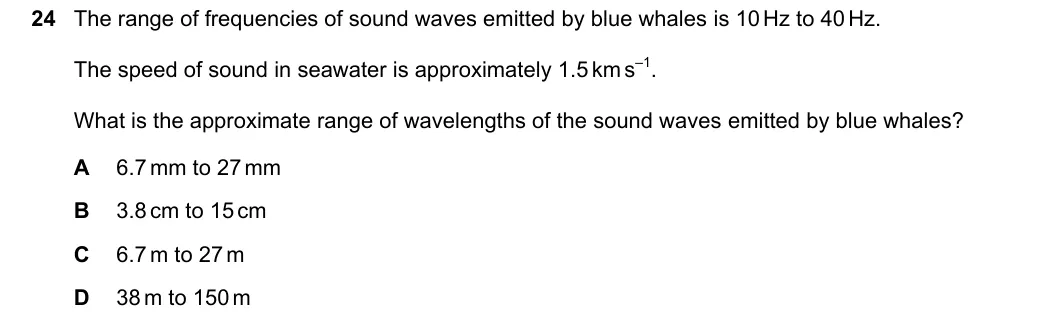 24 The range of frequencies of sound waves emitted by blue whales is 10 Hz to 40 Hz.
The speed of sound in seawater is approximately 1.5 km s⁻¹.
What is the approximate range of wavelengths of the sound waves emitted by blue whales?
A 6.7 mm to 27 mm
B 3.8 cm to 15 cm
C 6.7 m to 27 m
D 38 m to 150 m